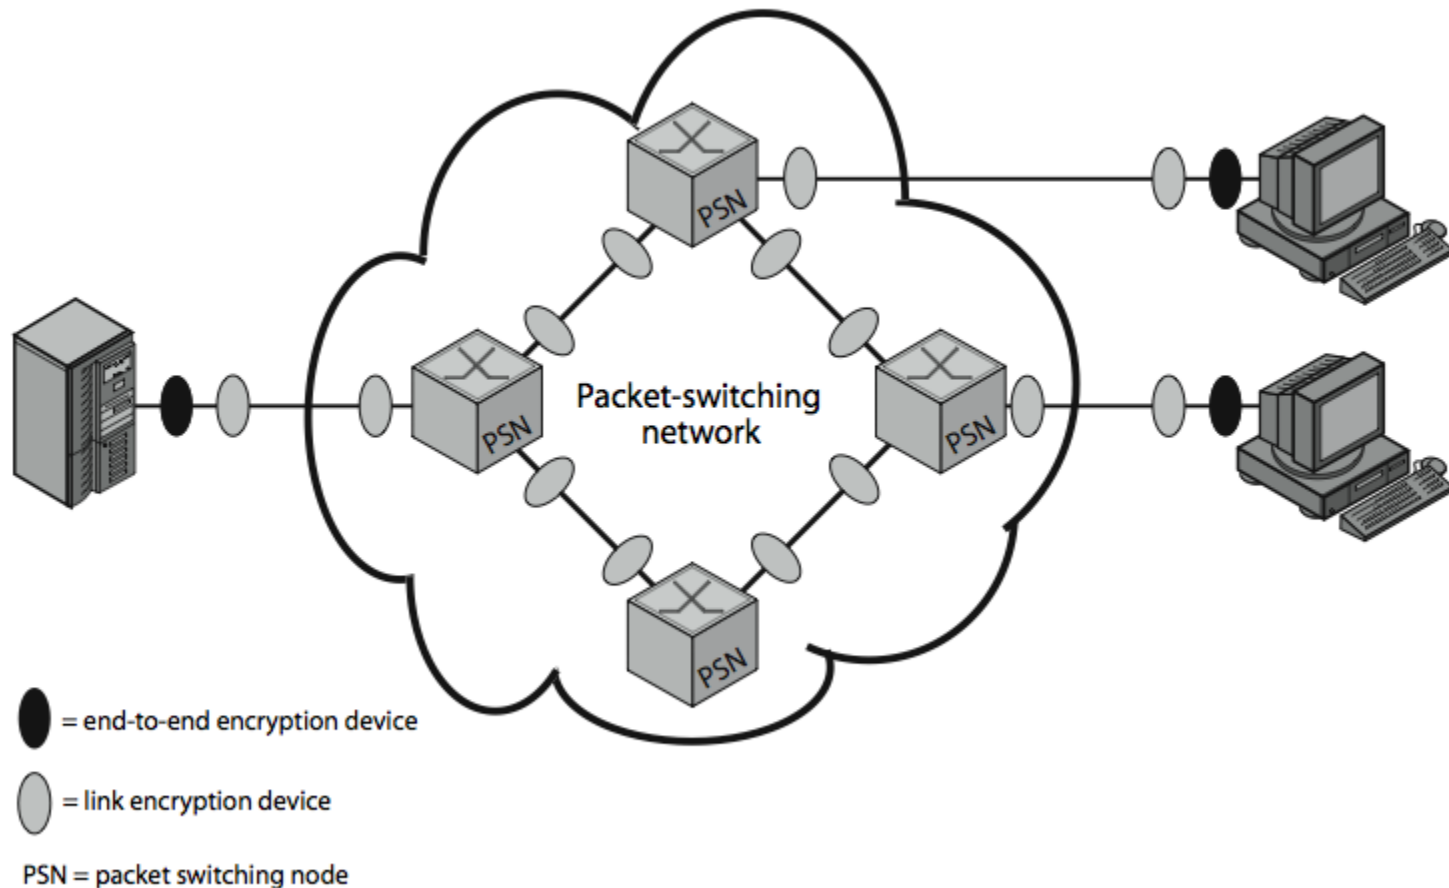 PSN
PSN
Packet-switching
network
PSN
PSN
= end-to-end encryption device
= link encryption device
PSN = packet switching node